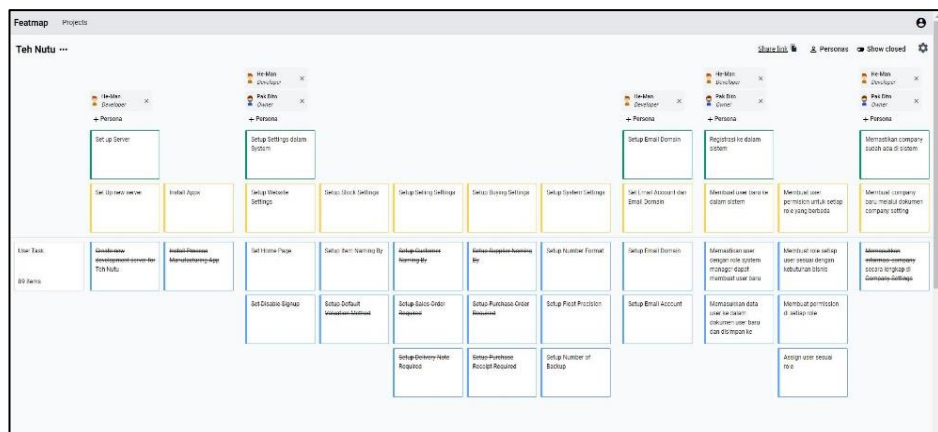 Featmap Projects
Teh Nutu
Share link Personas Show closed
He-Man
Developer
He-Man
Developer
Pak Bro
Owner
He-Man
Developer
He-Man
Developer
Pak Bro
Owner
He-Man
Developer
Pak Bro
Owner
+ Persona + Persona + Persona + Persona + Persona
Set up Server
Setup Settings dalam
System
Setup Email Domain
Registrasi ke dalam
sistem
Memastikan company
sudah ada di sistem
Set Up new server
Install Apps
Setup Website
Settings
Setup Stock Settings
Setup Selling Settings
Setup Buying Settings
Setup System Settings
Set Email Account dan
Email Domain
Membuat user baru ke
dalam sistem
Membuat user
permision untuk setiap
role yang berbeda
Membuat company
baru melalui dokumen
company setting
User Task
89 items
Create new
development server for
Teh Nutu
Install Process
Manufacturing App
Set Home Page
Setup Item Naming By
Setup Customer
Naming By
Setup Supplier Naming
By
Setup Number Format
Setup Email Domain
Memastikan user
dengan role system
manager dapat
membuat user baru
Membuat role setiap
user sesuai dengan
kebutuhan bisnis
Memasukkan
informasi company
secara lengkap di
Company Settings
Set Disable Signup
Setup Default
Valuation Method
Setup Sales Order
Required
Setup Purchase Order
Required
Setup Float Precision
Setup Email Account
Memasukkan data
user ke dalam
dokumen user baru
dan disimpan ke
Membuat permission
di setiap role
Setup Delivery Note
Required
Setup Purchase
Receipt Required
Setup Number of
Backup
Assign user sesuai
role